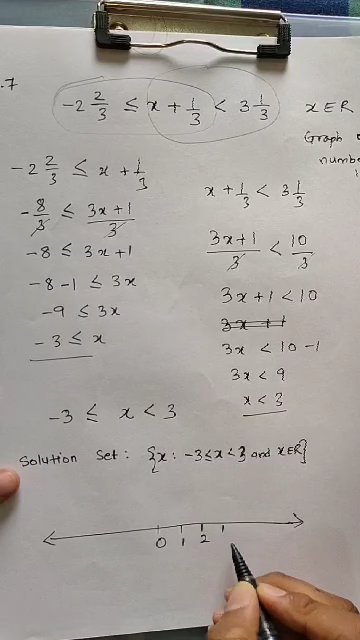 .7
-2 2/3 ≤ x + 1/3 < 3 1/3 x∈R
Graph
numb
-2 2/3 ≤ x + 1/3
-8/3 ≤ 3x+1/3
-8 ≤ 3x+1
-8-1 ≤ 3x
-9 ≤ 3x
-3 ≤ x
x + 1/3 < 3 1/3
3x+1/3 < 10/3
3x+1 < 10
3x + 1
3x < 10 -1
3x < 9
x < 3
-3 ≤ x < 3
Solution Set : {x : -3≤x<3 and x∈R}
0 1 2